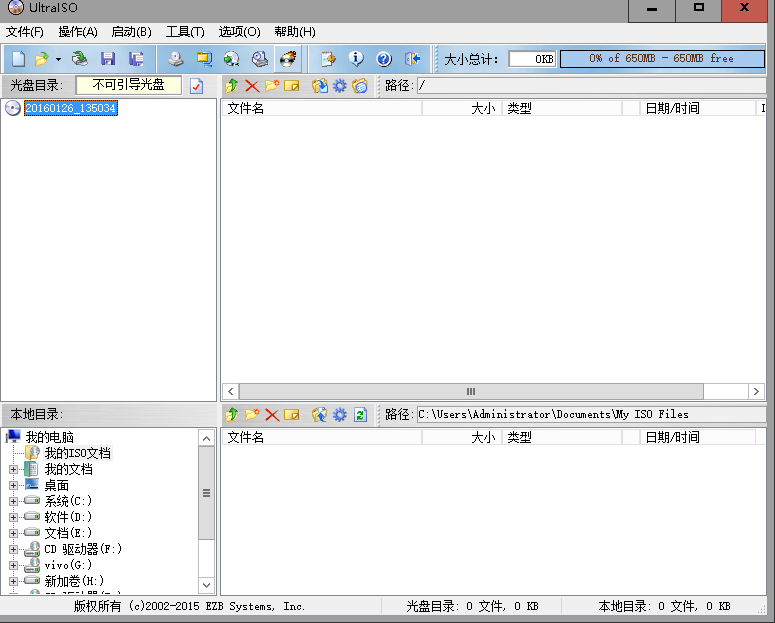 UltraISO
文件(F) 操作(A) 启动(B) 工具(T) 选项(O) 帮助(H)
大小总计: 0KB 0% of 650MB - 650MB free
光盘目录: 不可引导光盘 路径: /
20160126_135034
文件名 大小 类型 日期/时间
本地目录: 路径: C:\Users\Administrator\Documents\My ISO Files
我的电脑
文件名 大小 类型 日期/时间
我的ISO文档
我的文档
桌面
系统(C:)
软件(D:)
文档(E:)
CD 驱动器(F:)
vivo(G:)
新加卷(H:)
版权所有 (c)2002-2015 EZB Systems, Inc. 光盘目录: 0 文件, 0 KB 本地目录: 0 文件, 0 KB